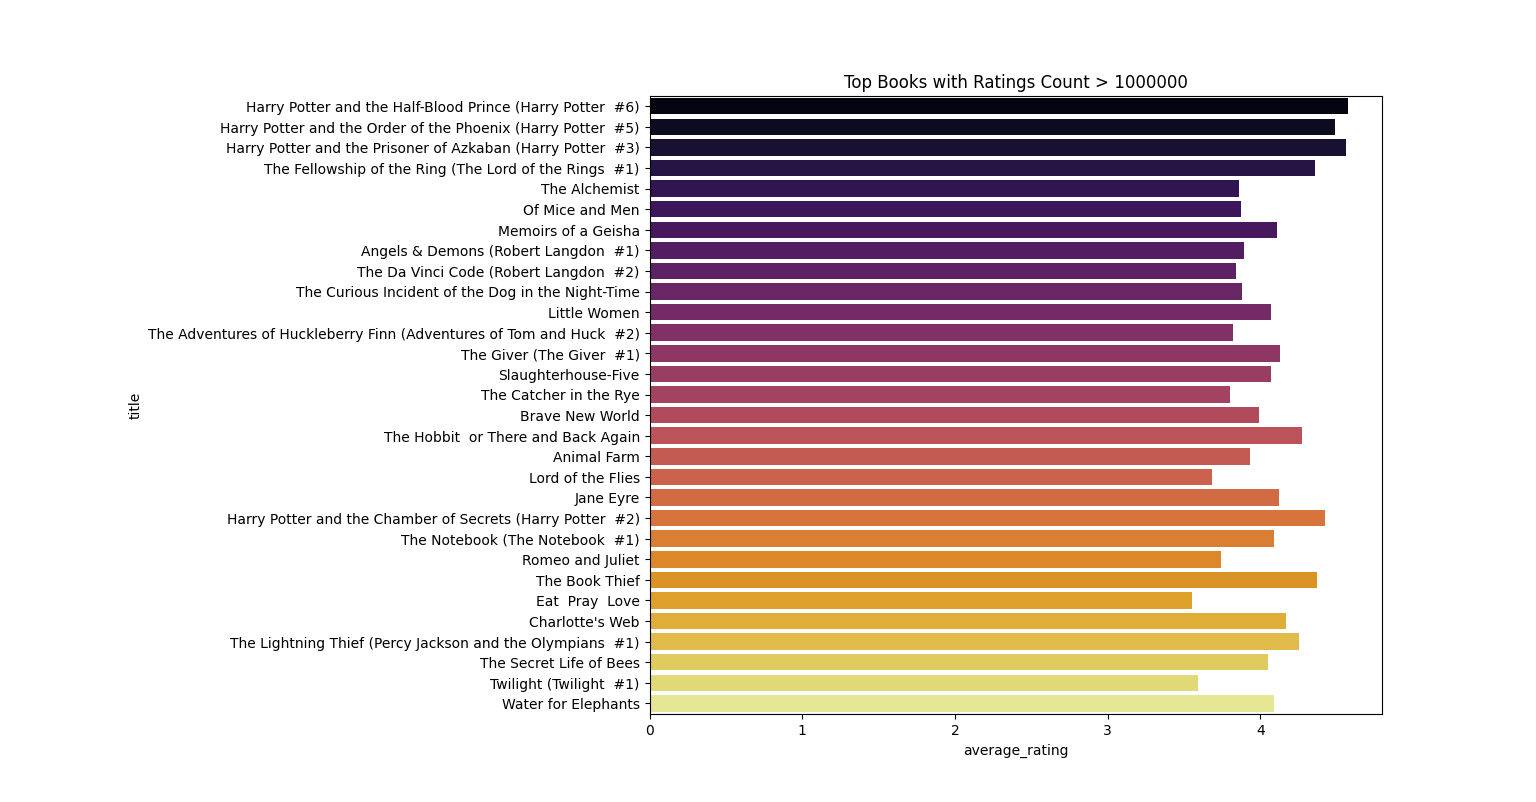 Top Books with Ratings Count > 1000000
Harry Potter and the Half-Blood Prince (Harry Potter  #6)
Harry Potter and the Order of the Phoenix (Harry Potter  #5)
Harry Potter and the Prisoner of Azkaban (Harry Potter  #3)
The Fellowship of the Ring (The Lord of the Rings  #1)
The Alchemist
Of Mice and Men
Memoirs of a Geisha
Angels & Demons (Robert Langdon  #1)
The Da Vinci Code (Robert Langdon  #2)
The Curious Incident of the Dog in the Night-Time
Little Women
The Adventures of Huckleberry Finn (Adventures of Tom and Huck  #2)
The Giver (The Giver  #1)
Slaughterhouse-Five
The Catcher in the Rye
Brave New World
The Hobbit  or There and Back Again
Animal Farm
Lord of the Flies
Jane Eyre
Harry Potter and the Chamber of Secrets (Harry Potter  #2)
The Notebook (The Notebook  #1)
Romeo and Juliet
The Book Thief
Eat  Pray  Love
Charlotte's Web
The Lightning Thief (Percy Jackson and the Olympians  #1)
The Secret Life of Bees
Twilight (Twilight  #1)
Water for Elephants
title
0 1 2 3 4
average_rating